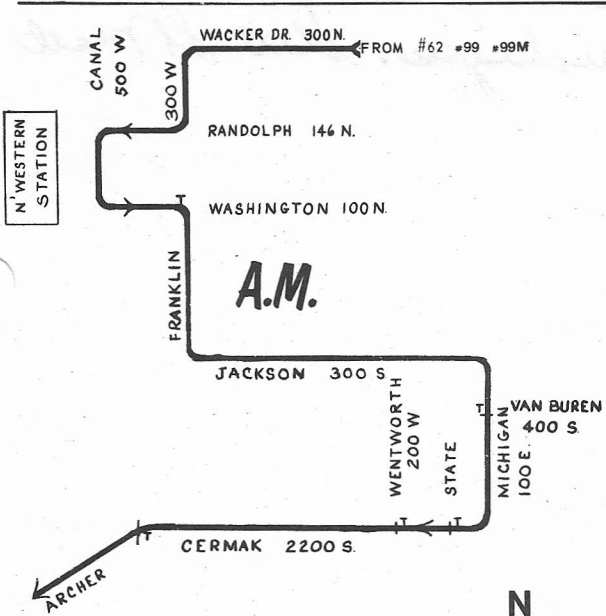 WACKER DR. 300 N.
FROM #62 #99 #99M
CANAL
500 W
300 W
N'WESTERN
STATION
RANDOLPH 146 N.
T
WASHINGTON 100 N.
FRANKLIN
A.M.
JACKSON 300 S
T
VAN BUREN
400 S.
MICHIGAN
100 E.
WENTWORTH
200 W
STATE
T
T
T
CERMAK 2200 S.
ARCHER
N